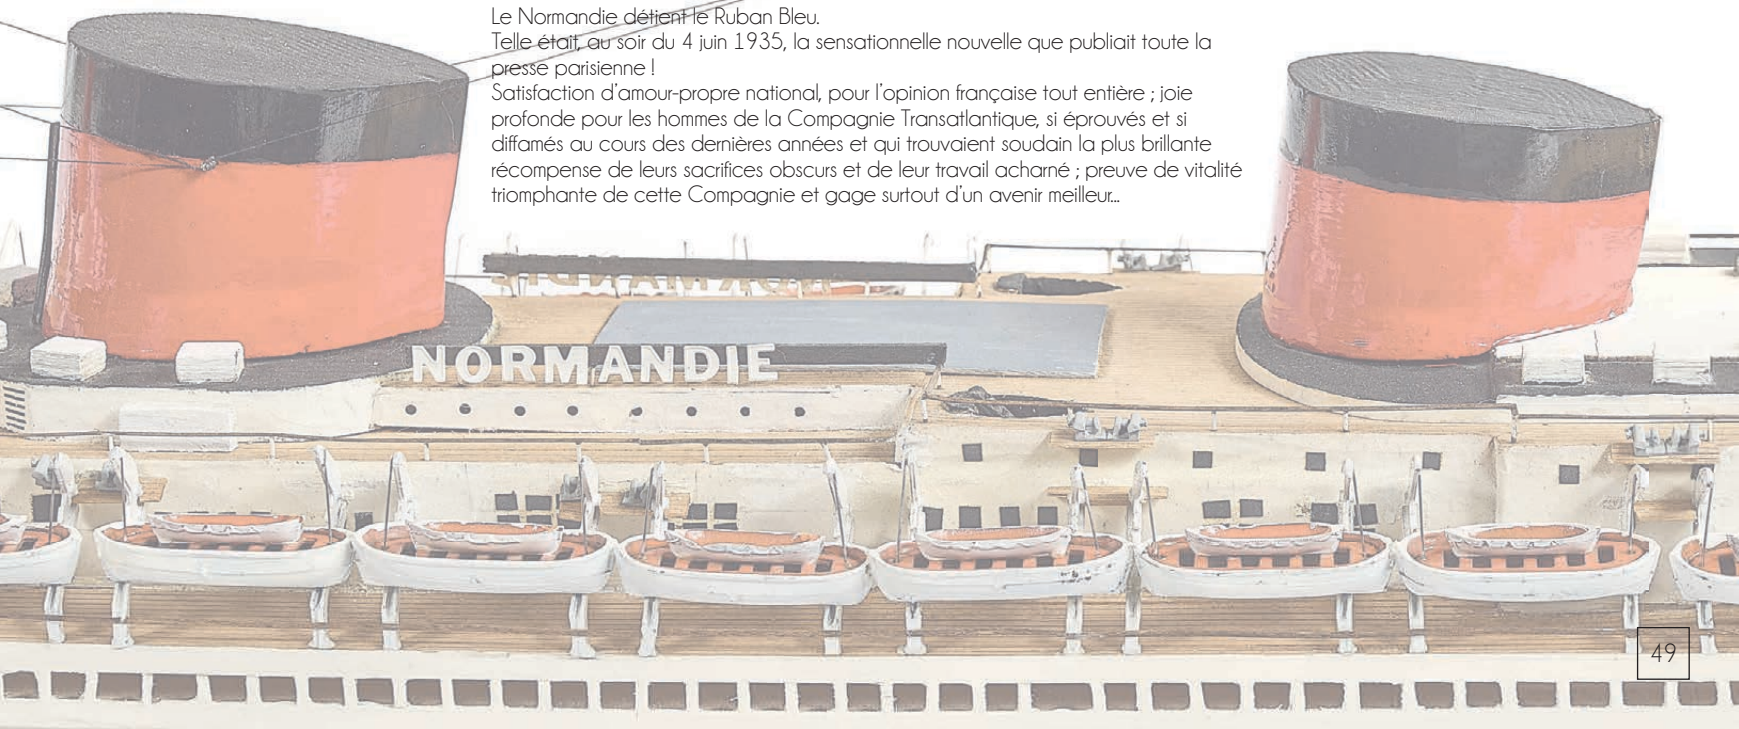 Le Normandie détient le Ruban Bleu.
Telle était, au soir du 4 juin 1935, la sensationnelle nouvelle que publiait toute la
presse parisienne !
Satisfaction d'amour-propre national, pour l'opinion française tout entière ; joie
profonde pour les hommes de la Compagnie Transatlantique, si éprouvés et si
diffamés au cours des dernières années et qui trouvaient soudain la plus brillante
récompense de leurs sacrifices obscurs et de leur travail acharné ; preuve de vitalité
triomphante de cette Compagnie et gage surtout d'un avenir meilleur...
NORMANDIE
NORMANDIE
49